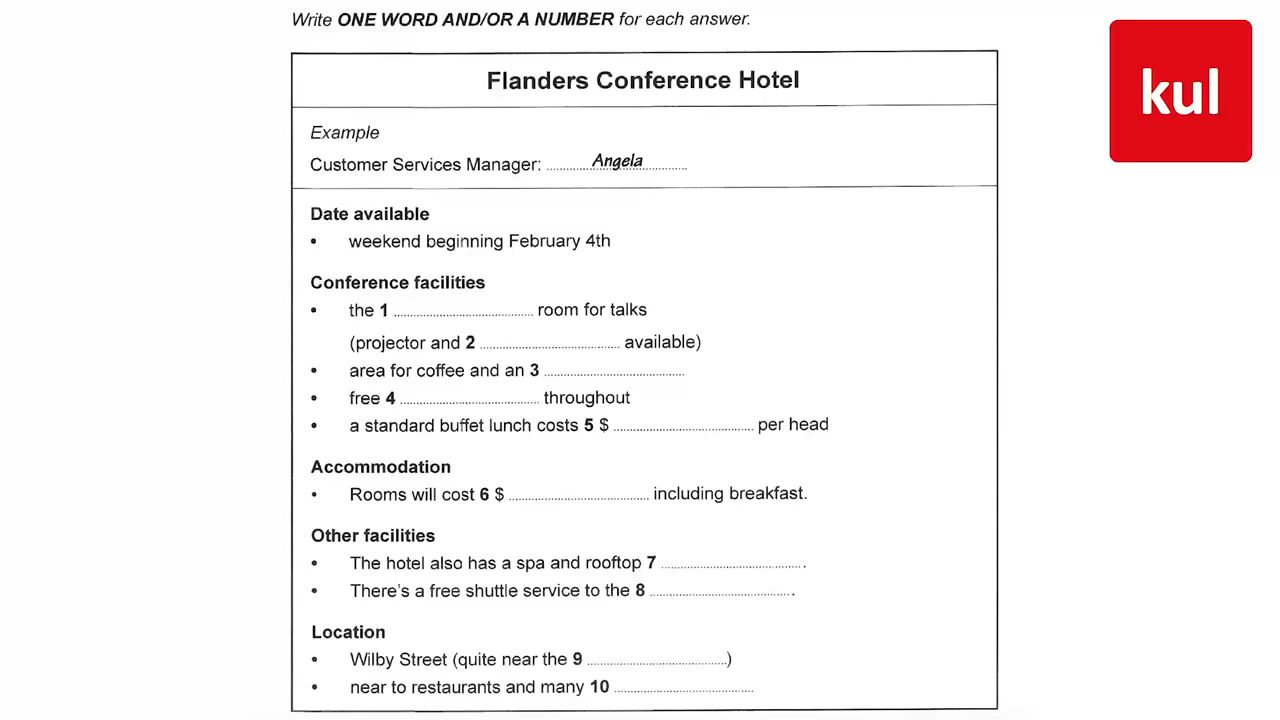 Write ONE WORD AND/OR A NUMBER for each answer.
kul
Flanders Conference Hotel
Example
Customer Services Manager: ..........Angela..........
Date available
• weekend beginning February 4th
Conference facilities
• the 1 .............................. room for talks
(projector and 2 .............................. available)
• area for coffee and an 3 ..............................
• free 4 .............................. throughout
• a standard buffet lunch costs 5 $ .............................. per head
Accommodation
• Rooms will cost 6 $ .............................. including breakfast.
Other facilities
• The hotel also has a spa and rooftop 7 .............................. .
• There's a free shuttle service to the 8 .............................. .
Location
• Wilby Street (quite near the 9 ..............................)
• near to restaurants and many 10 ..............................